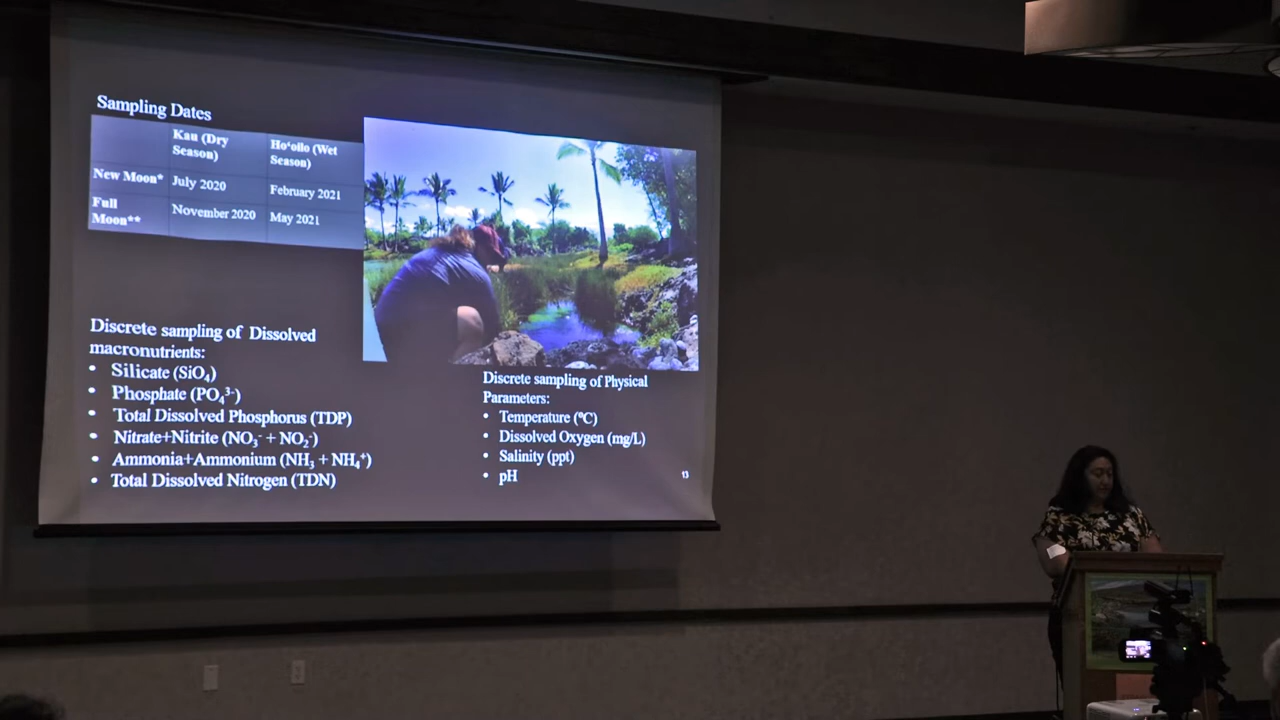 Sampling Dates
Kau (Dry Season)
Ho‘oilo (Wet Season)
New Moon* July 2020 February 2021
Full Moon** November 2020 May 2021
Discrete sampling of Dissolved
macronutrients:
• Silicate (SiO₄)
• Phosphate (PO₄³⁻)
• Total Dissolved Phosphorus (TDP)
• Nitrate+Nitrite (NO₃⁻ + NO₂⁻)
• Ammonia+Ammonium (NH₃ + NH₄⁺)
• Total Dissolved Nitrogen (TDN)
Discrete sampling of Physical
Parameters:
• Temperature (ºC)
• Dissolved Oxygen (mg/L)
• Salinity (ppt)
• pH
13